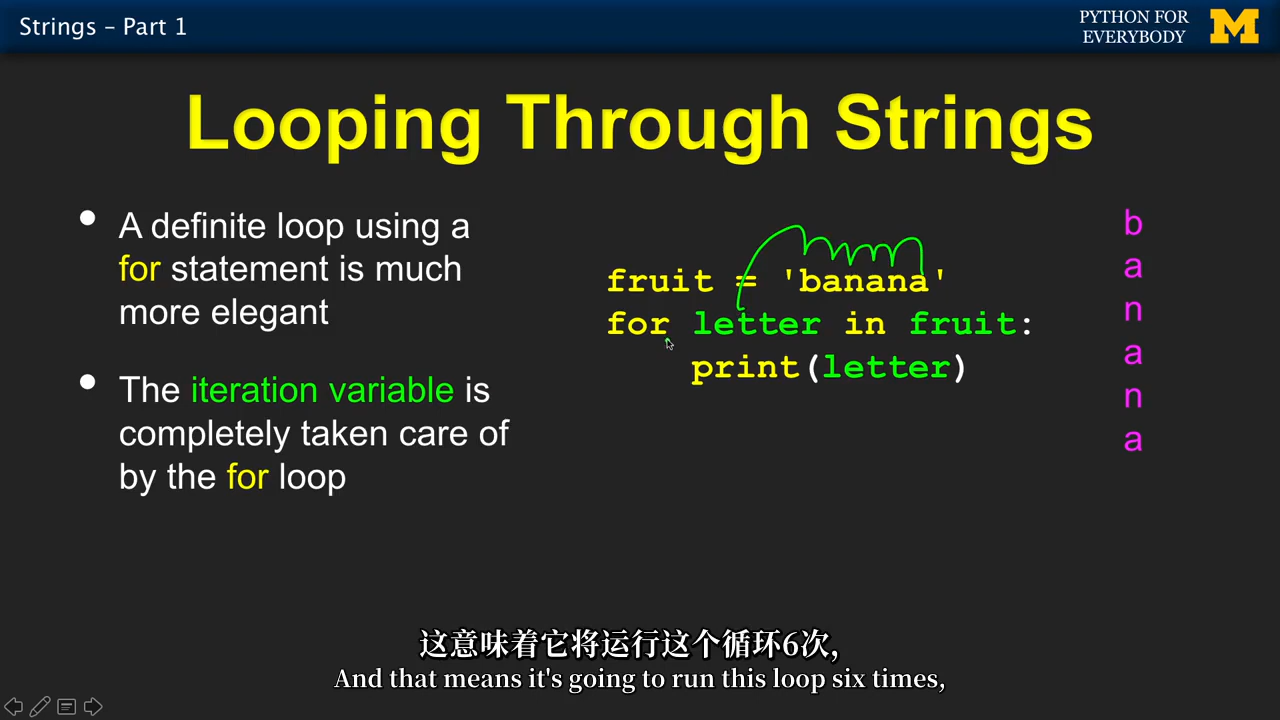 Strings – Part 1
PYTHON FOR
EVERYBODY
Looping Through Strings
• A definite loop using a
for statement is much
more elegant
• The iteration variable is
completely taken care of
by the for loop
fruit = 'banana'
for letter in fruit:
    print(letter)
b
a
n
a
n
a
这意味着它将运行这个循环6次,
And that means it's going to run this loop six times,